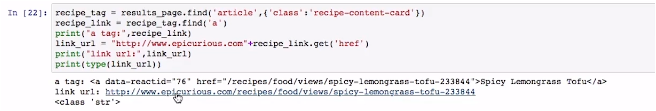 In [22]: recipe_tag = results_page.find('article',{'class':'recipe-content-card'})
recipe_link = recipe_tag.find('a')
print("a tag:",recipe_link)
link_url = "http://www.epicurious.com"+recipe_link.get('href')
print("link url:",link_url)
print(type(link_url))
a tag: <a data-reactid="76" href="/recipes/food/views/spicy-lemongrass-tofu-233844">Spicy Lemongrass Tofu</a>
link url: http://www.epicurious.com/recipes/food/views/spicy-lemongrass-tofu-233844
<class 'str'>